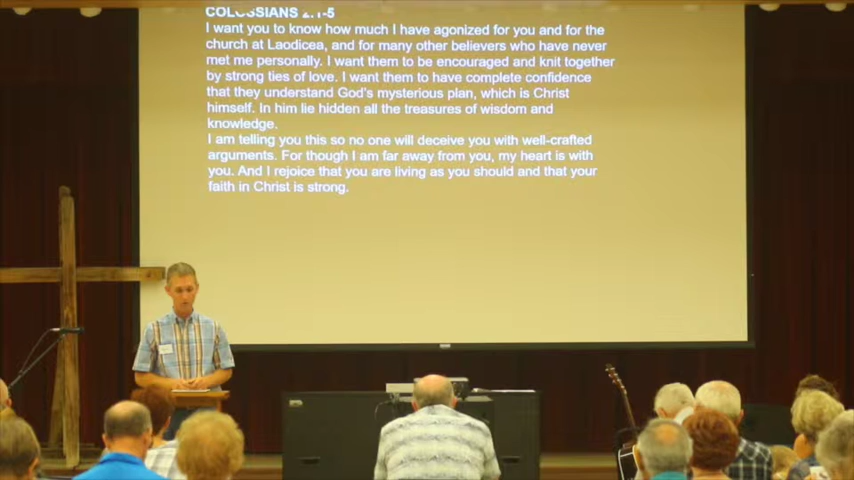 COLOSSIANS 2:1-5
I want you to know how much I have agonized for you and for the
church at Laodicea, and for many other believers who have never
met me personally. I want them to be encouraged and knit together
by strong ties of love. I want them to have complete confidence
that they understand God's mysterious plan, which is Christ
himself. In him lie hidden all the treasures of wisdom and
knowledge.
I am telling you this so no one will deceive you with well-crafted
arguments. For though I am far away from you, my heart is with
you. And I rejoice that you are living as you should and that your
faith in Christ is strong.